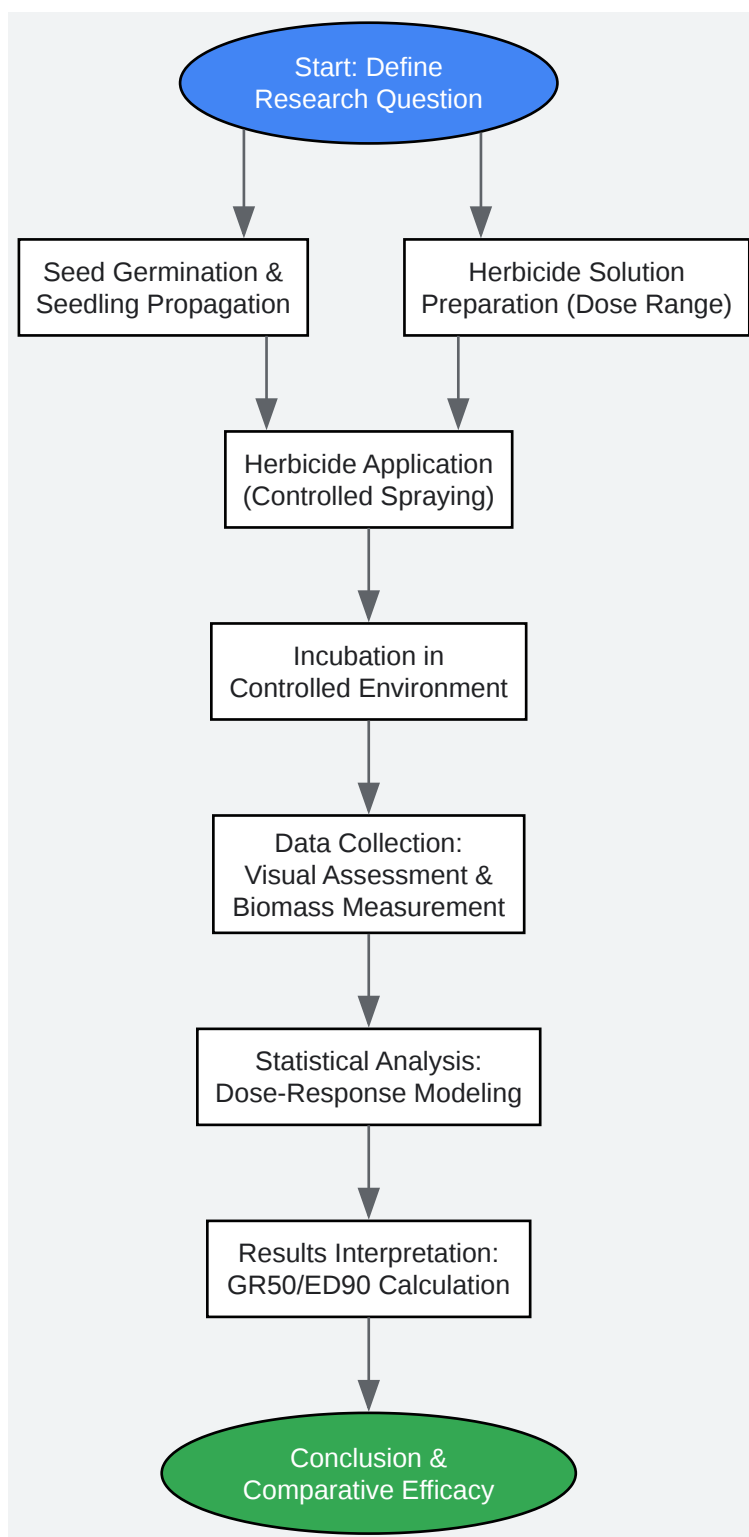 Start: Define
Research Question
Seed Germination &
Seedling Propagation
Herbicide Solution
Preparation (Dose Range)
Herbicide Application
(Controlled Spraying)
Incubation in
Controlled Environment
Data Collection:
Visual Assessment &
Biomass Measurement
Statistical Analysis:
Dose-Response Modeling
Results Interpretation:
GR50/ED90 Calculation
Conclusion &
Comparative Efficacy